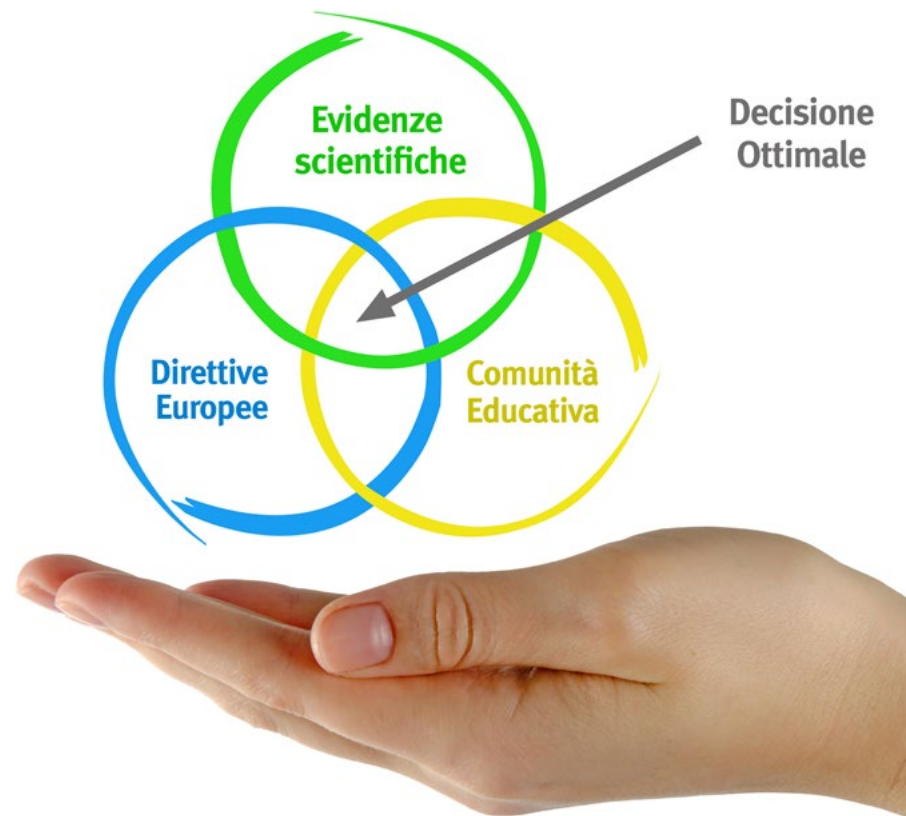 Evidenze
scientifiche
Decisione
Ottimale
Direttive
Europee
Comunità
Educativa